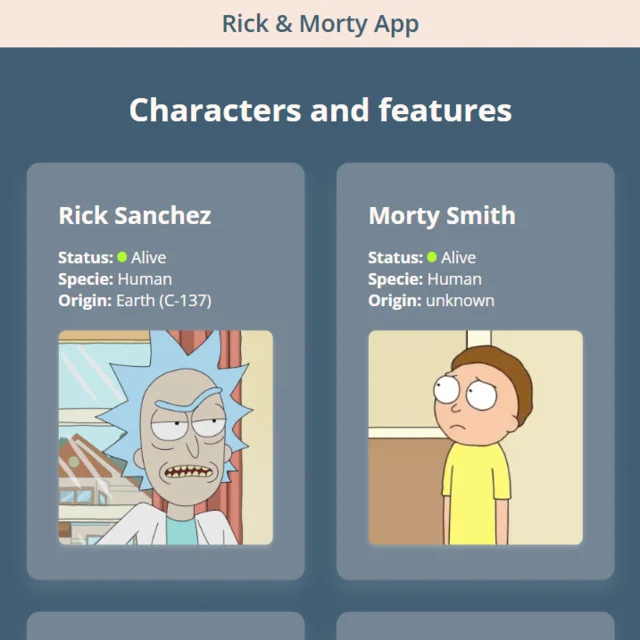 Rick & Morty App
Characters and features
Rick Sanchez
Status: Alive
Specie: Human
Origin: Earth (C-137)
Morty Smith
Status: Alive
Specie: Human
Origin: unknown